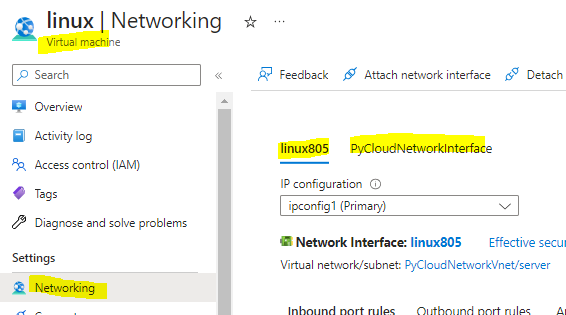 linux | Networking
Virtual machine
Search
Overview
Activity log
Access control (IAM)
Tags
Diagnose and solve problems
Settings
Networking
Feedback Attach network interface Detach
linux805 PyCloudNetworkInterface
IP configuration
ipconfig1 (Primary)
Network Interface: linux805 Effective secu
Virtual network/subnet: PyCloudNetworkVnet/server
Inbound port rules Outbound port rules